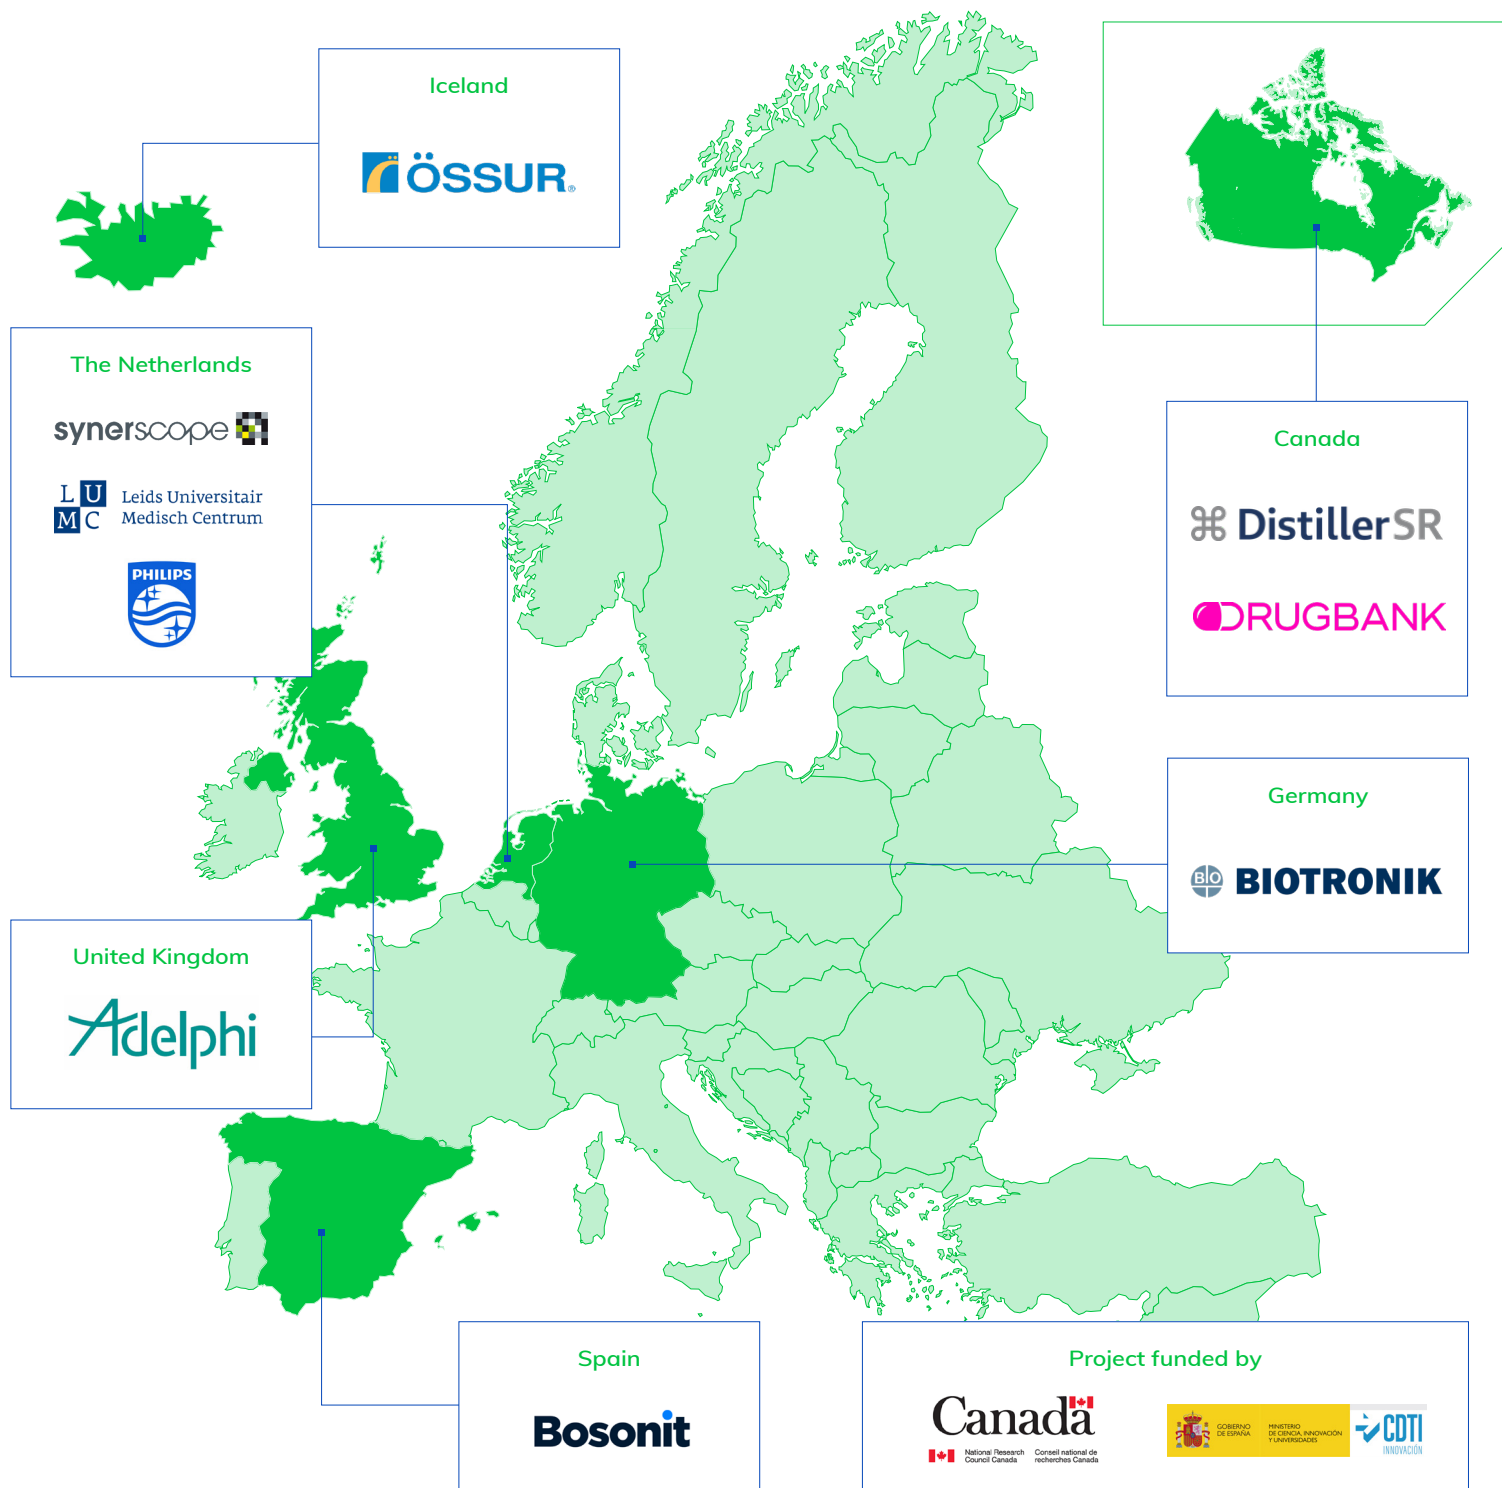 Iceland
ÖSSUR®
The Netherlands
synerscope
LU
MC
Leids Universitair
Medisch Centrum
PHILIPS
Canada
DistillerSR
DRUGBANK
Germany
BIO
BIOTRONIK
United Kingdom
Adelphi
Spain
Bosonit
Project funded by
Canada
National Research
Council Canada
Conseil national de
recherches Canada
GOBIERNO
DE ESPAÑA
MINISTERIO
DE CIENCIA, INNOVACIÓN
Y UNIVERSIDADES
CDTI
INNOVACIÓN